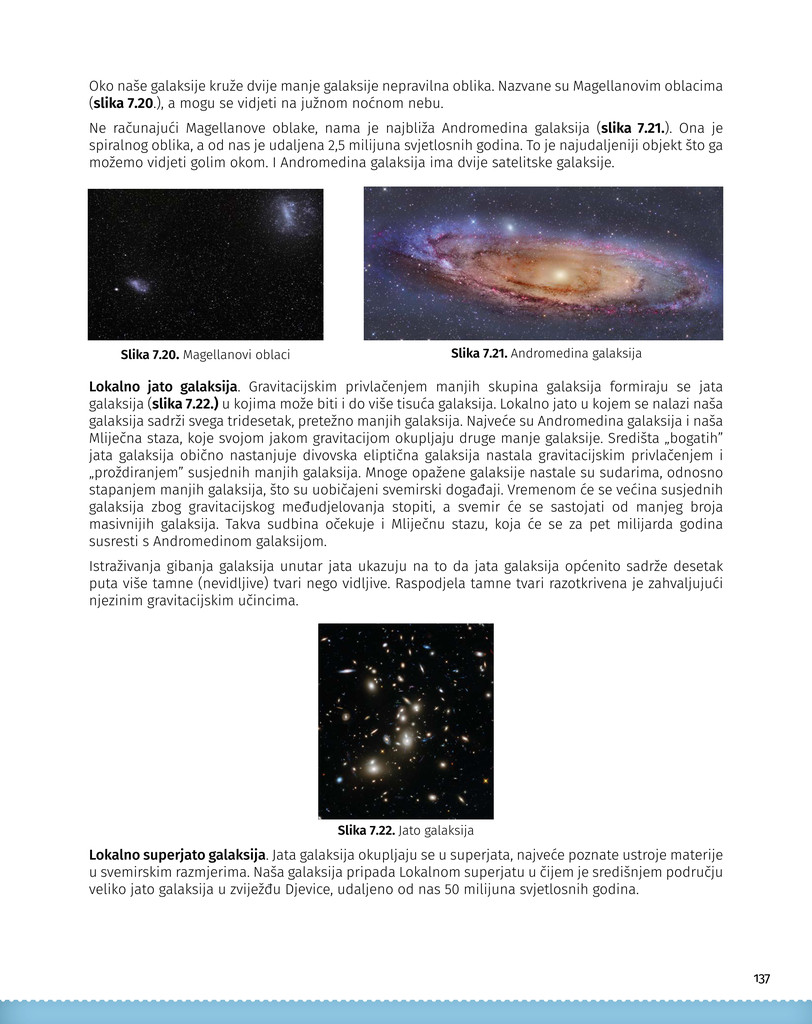 Oko naše galaksije kruže dvije manje galaksije nepravilna oblika. Nazvane su Magellanovim oblacima
(slika 7.20.), a mogu se vidjeti na južnom noćnom nebu.
Ne računajući Magellanove oblake, nama je najbliža Andromedina galaksija (slika 7.21.). Ona je
spiralnog oblika, a od nas je udaljena 2,5 milijuna svjetlosnih godina. To je najudaljeniji objekt što ga
možemo vidjeti golim okom. I Andromedina galaksija ima dvije satelitske galaksije.
Slika 7.20. Magellanovi oblaci
Slika 7.21. Andromedina galaksija
Lokalno jato galaksija. Gravitacijskim privlačenjem manjih skupina galaksija formiraju se jata
galaksija (slika 7.22.) u kojima može biti i do više tisuća galaksija. Lokalno jato u kojem se nalazi naša
galaksija sadrži svega tridesetak, pretežno manjih galaksija. Najveće su Andromedina galaksija i naša
Mliječna staza, koje svojom jakom gravitacijom okupljaju druge manje galaksije. Središta „bogatih”
jata galaksija obično nastanjuje divovska eliptična galaksija nastala gravitacijskim privlačenjem i
„proždiranjem” susjednih manjih galaksija. Mnoge opažene galaksije nastale su sudarima, odnosno
stapanjem manjih galaksija, što su uobičajeni svemirski događaji. Vremenom će se većina susjednih
galaksija zbog gravitacijskog međudjelovanja stopiti, a svemir će se sastojati od manjeg broja
masivnijih galaksija. Takva sudbina očekuje i Mliječnu stazu, koja će se za pet milijarda godina
susresti s Andromedinom galaksijom.
Istraživanja gibanja galaksija unutar jata ukazuju na to da jata galaksija općenito sadrže desetak
puta više tamne (nevidljive) tvari nego vidljive. Raspodjela tamne tvari razotkrivena je zahvaljujući
njezinim gravitacijskim učincima.
Slika 7.22. Jato galaksija
Lokalno superjato galaksija. Jata galaksija okupljaju se u superjata, najveće poznate ustroje materije
u svemirskim razmjerima. Naša galaksija pripada Lokalnom superjatu u čijem je središnjem području
veliko jato galaksija u zviježđu Djevice, udaljeno od nas 50 milijuna svjetlosnih godina.
137